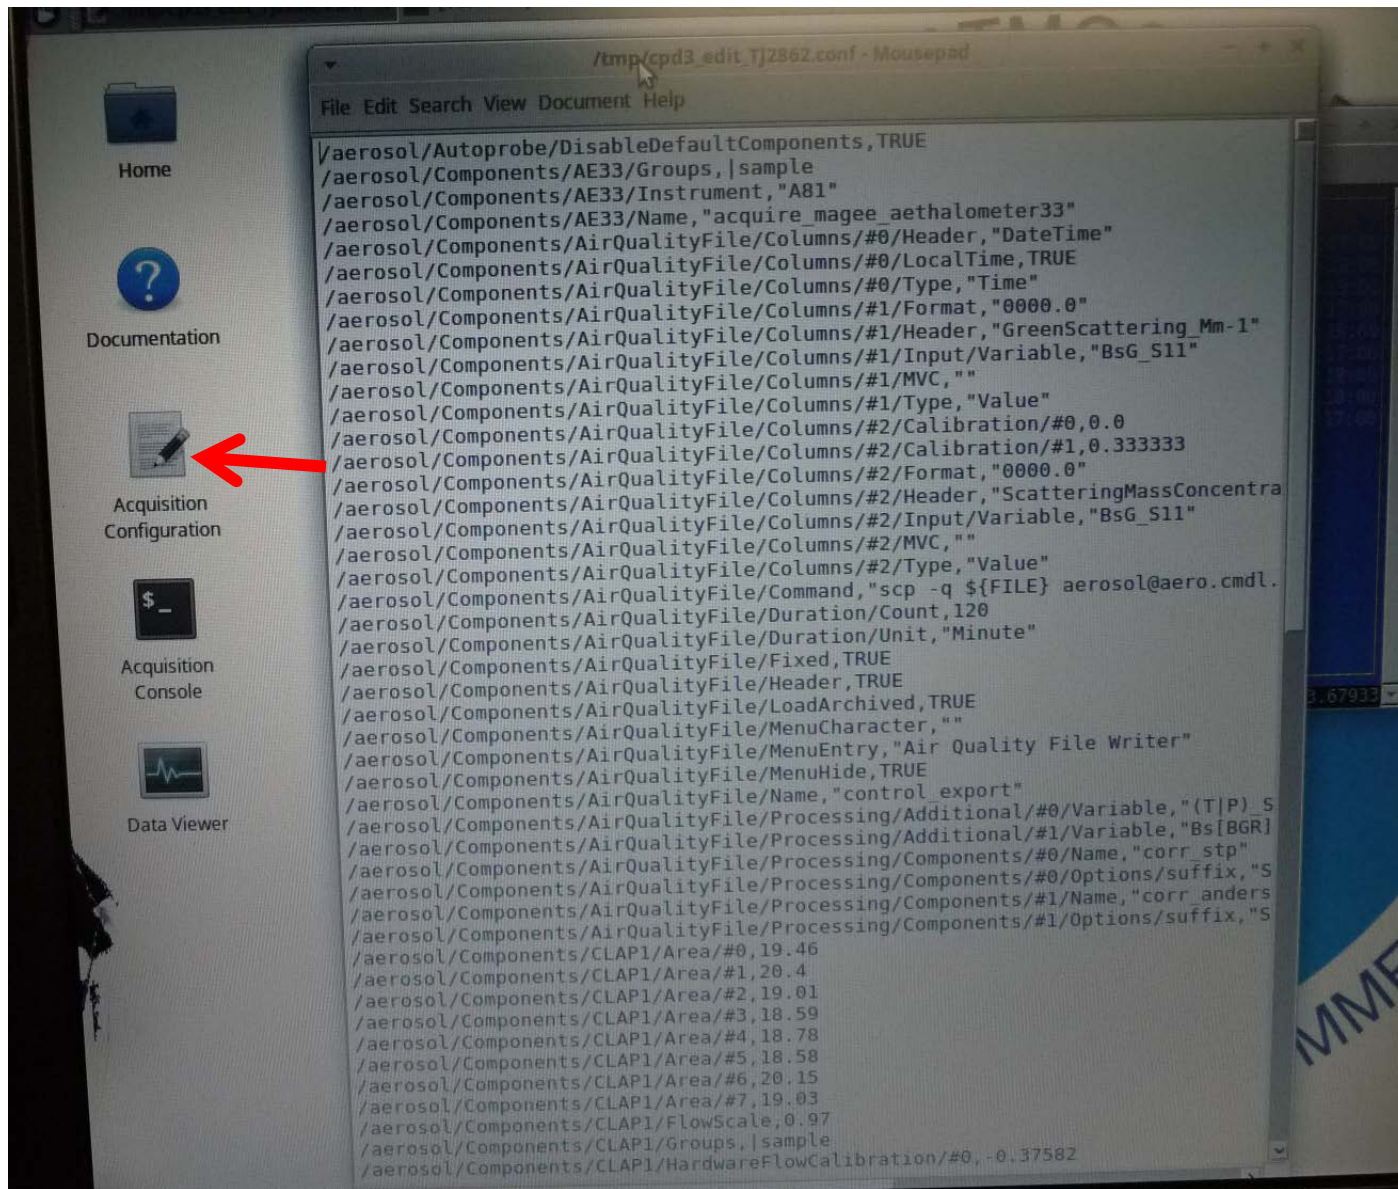 /tmp/cpd3_edit_TJ2862.conf - Mousepad
File Edit Search View Document Help
Home
Documentation
Acquisition
Configuration
$_
Acquisition
Console
Data Viewer
/aerosol/Autoprobe/DisableDefaultComponents,TRUE
/aerosol/Components/AE33/Groups,|sample
/aerosol/Components/AE33/Instrument,"A81"
/aerosol/Components/AE33/Name,"acquire_magee_aethalometer33"
/aerosol/Components/AirQualityFile/Columns/#0/Header,"DateTime"
/aerosol/Components/AirQualityFile/Columns/#0/LocalTime,TRUE
/aerosol/Components/AirQualityFile/Columns/#0/Type,"Time"
/aerosol/Components/AirQualityFile/Columns/#1/Format,"0000.0"
/aerosol/Components/AirQualityFile/Columns/#1/Header,"GreenScattering_Mm-1"
/aerosol/Components/AirQualityFile/Columns/#1/Input/Variable,"BsG_S11"
/aerosol/Components/AirQualityFile/Columns/#1/MVC,""
/aerosol/Components/AirQualityFile/Columns/#1/Type,"Value"
/aerosol/Components/AirQualityFile/Columns/#2/Calibration/#0,0.0
/aerosol/Components/AirQualityFile/Columns/#2/Calibration/#1,0.333333
/aerosol/Components/AirQualityFile/Columns/#2/Format,"0000.0"
/aerosol/Components/AirQualityFile/Columns/#2/Header,"ScatteringMassConcentra
/aerosol/Components/AirQualityFile/Columns/#2/Input/Variable,"BsG_S11"
/aerosol/Components/AirQualityFile/Columns/#2/MVC,""
/aerosol/Components/AirQualityFile/Columns/#2/Type,"Value"
/aerosol/Components/AirQualityFile/Command,"scp -q ${FILE} aerosol@aero.cmdl.
/aerosol/Components/AirQualityFile/Duration/Count,120
/aerosol/Components/AirQualityFile/Duration/Unit,"Minute"
/aerosol/Components/AirQualityFile/Fixed,TRUE
/aerosol/Components/AirQualityFile/Header,TRUE
/aerosol/Components/AirQualityFile/LoadArchived,TRUE
/aerosol/Components/AirQualityFile/MenuCharacter,""
/aerosol/Components/AirQualityFile/MenuEntry,"Air Quality File Writer"
/aerosol/Components/AirQualityFile/MenuHide,TRUE
/aerosol/Components/AirQualityFile/Name,"control_export"
/aerosol/Components/AirQualityFile/Processing/Additional/#0/Variable,"(T|P)_S
/aerosol/Components/AirQualityFile/Processing/Additional/#1/Variable,"Bs[BGR]
/aerosol/Components/AirQualityFile/Processing/Components/#0/Name,"corr_stp"
/aerosol/Components/AirQualityFile/Processing/Components/#0/Options/suffix,"S
/aerosol/Components/AirQualityFile/Processing/Components/#1/Name,"corr_anders
/aerosol/Components/AirQualityFile/Processing/Components/#1/Options/suffix,"S
/aerosol/Components/CLAP1/Area/#0,19.46
/aerosol/Components/CLAP1/Area/#1,20.4
/aerosol/Components/CLAP1/Area/#2,19.01
/aerosol/Components/CLAP1/Area/#3,18.59
/aerosol/Components/CLAP1/Area/#4,18.78
/aerosol/Components/CLAP1/Area/#5,18.58
/aerosol/Components/CLAP1/Area/#6,20.15
/aerosol/Components/CLAP1/Area/#7,19.03
/aerosol/Components/CLAP1/FlowScale,0.97
/aerosol/Components/CLAP1/Groups,|sample
/aerosol/Components/CLAP1/HardwareFlowCalibration/#0,-0.37582
3.67933